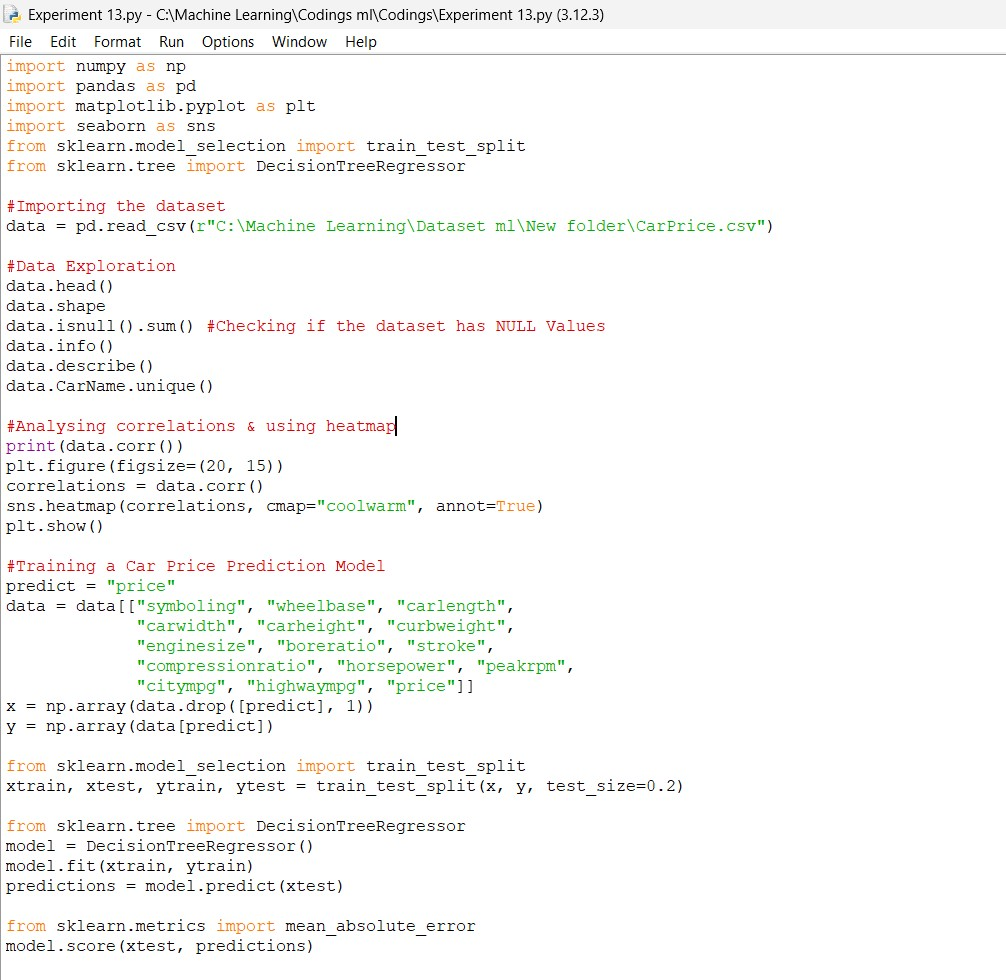 Experiment 13.py - C:\Machine Learning\Codings ml\Codings\Experiment 13.py (3.12.3)
File Edit Format Run Options Window Help
import numpy as np
import pandas as pd
import matplotlib.pyplot as plt
import seaborn as sns
from sklearn.model_selection import train_test_split
from sklearn.tree import DecisionTreeRegressor

#Importing the dataset
data = pd.read_csv(r"C:\Machine Learning\Dataset ml\New folder\CarPrice.csv")

#Data Exploration
data.head()
data.shape
data.isnull().sum() #Checking if the dataset has NULL Values
data.info()
data.describe()
data.CarName.unique()

#Analysing correlations & using heatmap
print(data.corr())
plt.figure(figsize=(20, 15))
correlations = data.corr()
sns.heatmap(correlations, cmap="coolwarm", annot=True)
plt.show()

#Training a Car Price Prediction Model
predict = "price"
data = data[["symboling", "wheelbase", "carlength",
             "carwidth", "carheight", "curbweight",
             "enginesize", "boreratio", "stroke",
             "compressionratio", "horsepower", "peakrpm",
             "citympg", "highwaympg", "price"]]
x = np.array(data.drop([predict], 1))
y = np.array(data[predict])

from sklearn.model_selection import train_test_split
xtrain, xtest, ytrain, ytest = train_test_split(x, y, test_size=0.2)

from sklearn.tree import DecisionTreeRegressor
model = DecisionTreeRegressor()
model.fit(xtrain, ytrain)
predictions = model.predict(xtest)

from sklearn.metrics import mean_absolute_error
model.score(xtest, predictions)